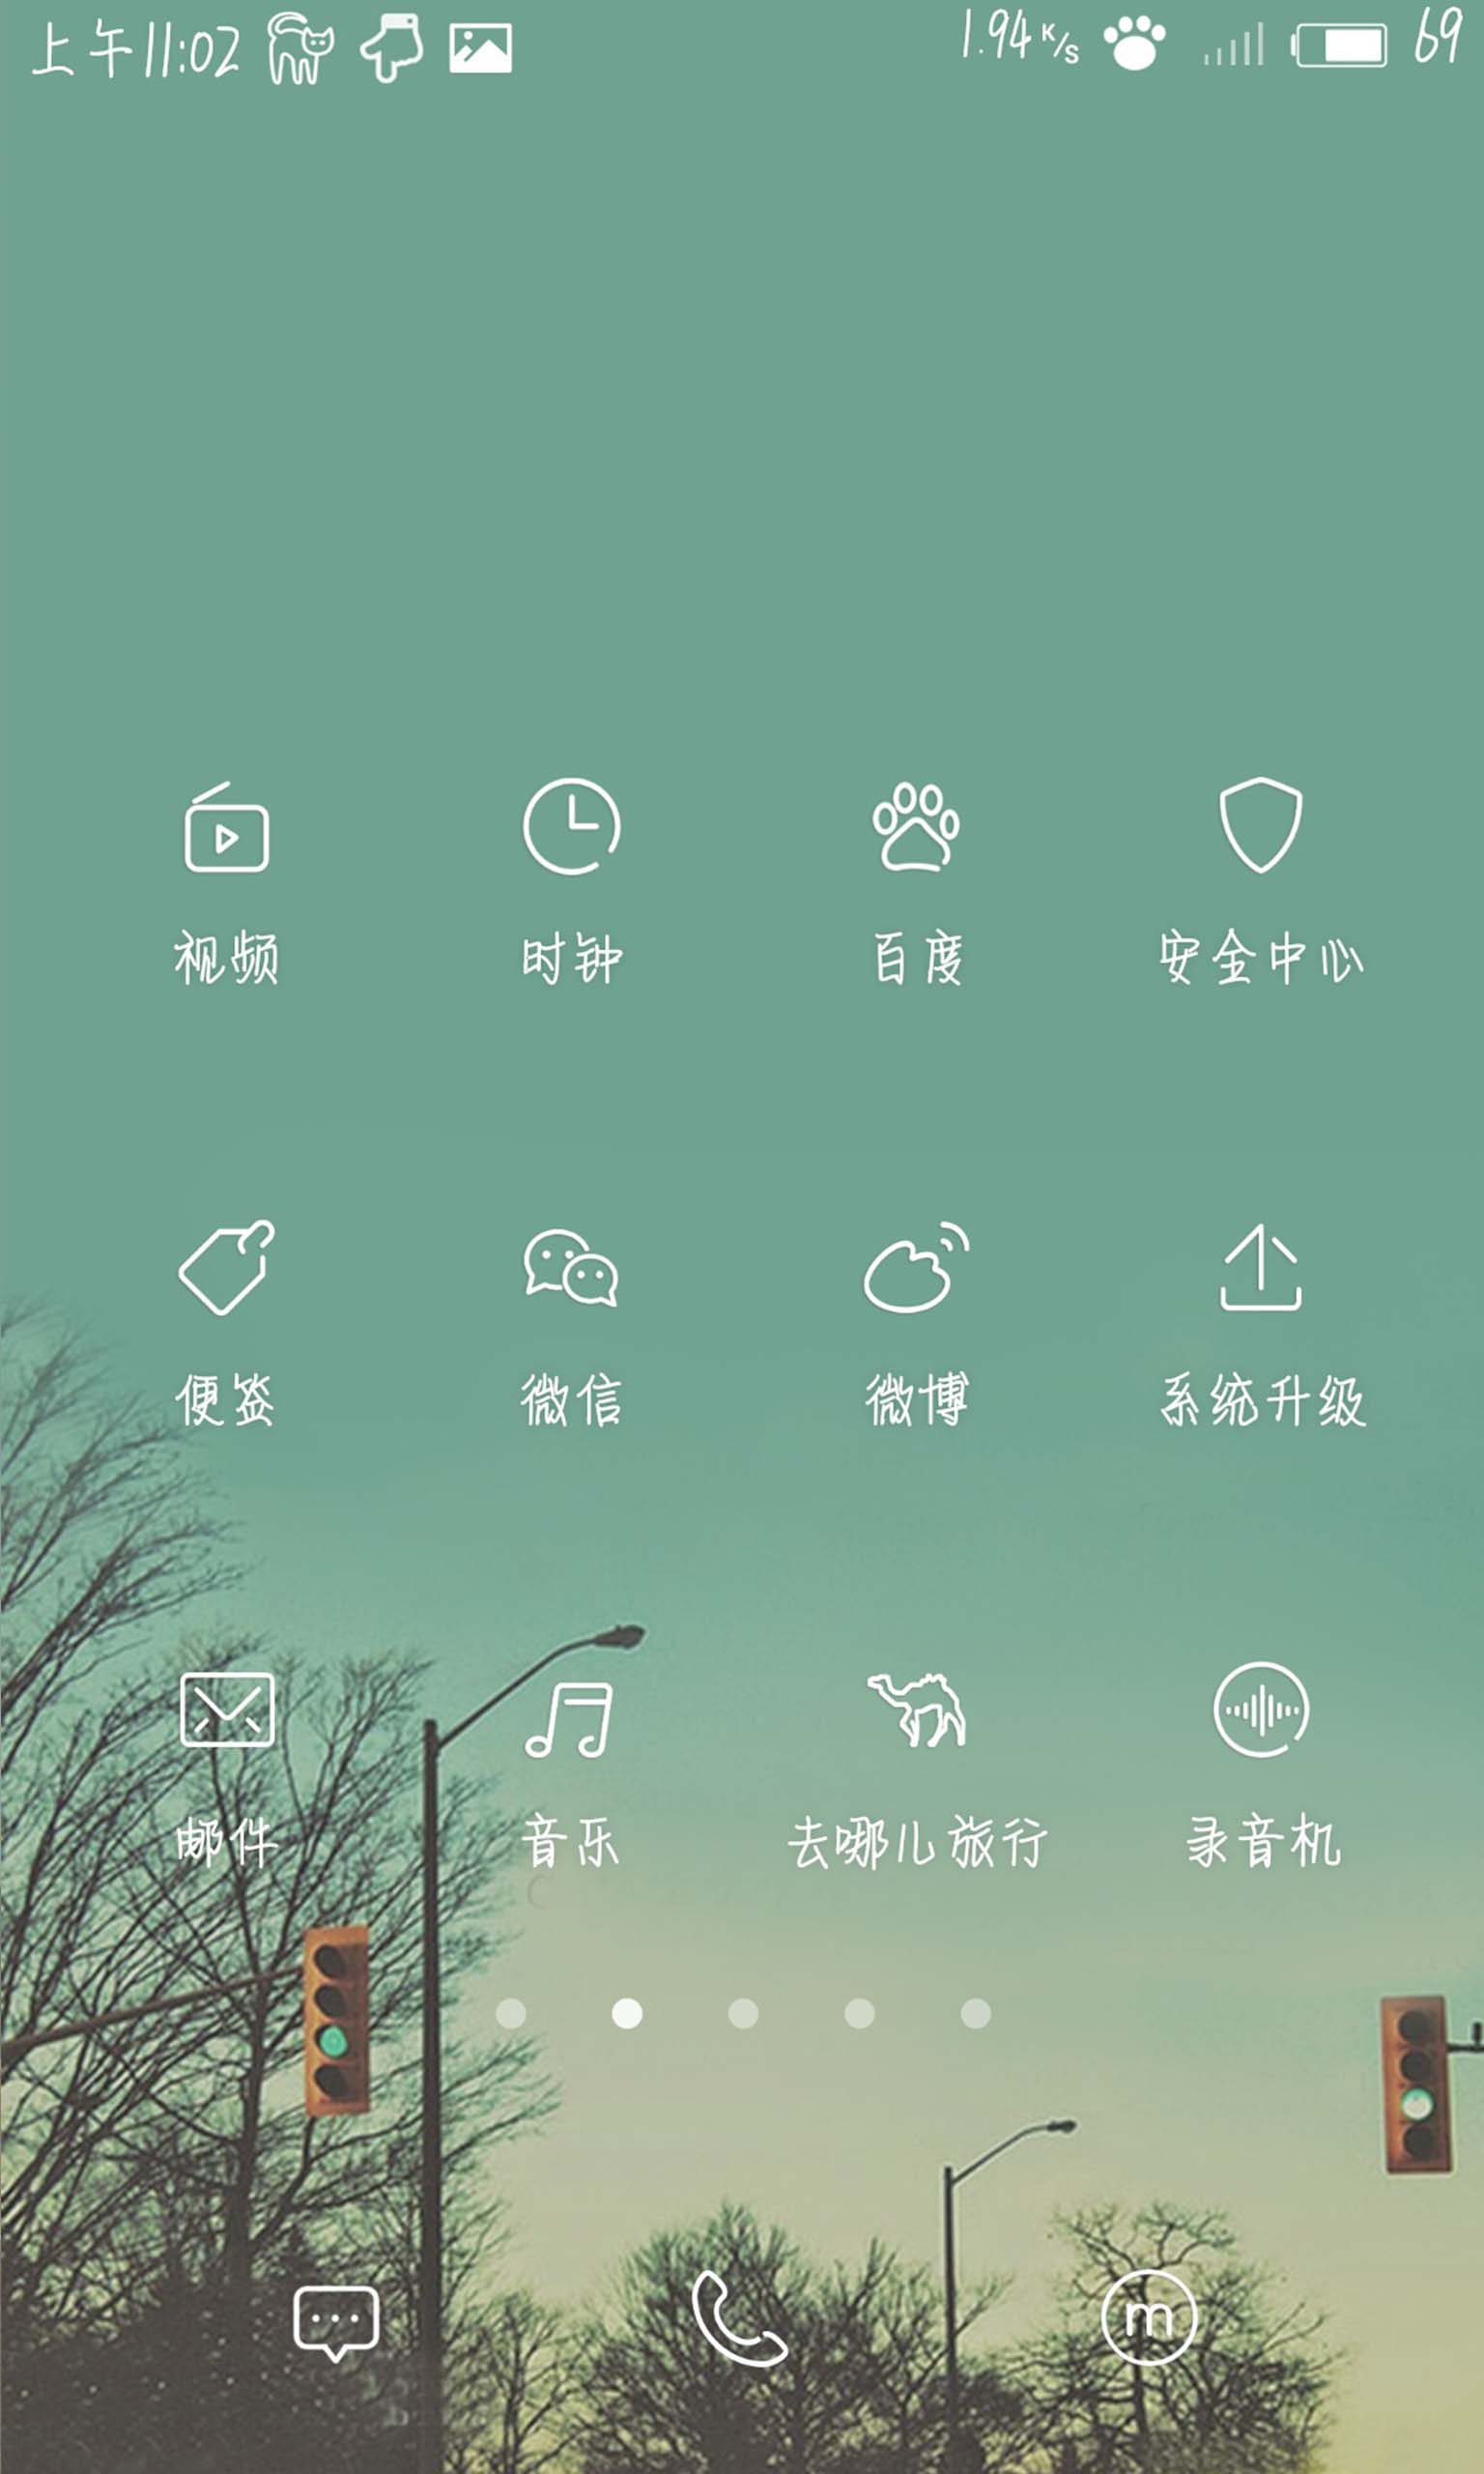 上午11:02 1.94 K/s 69
视频 时钟 百度 安全中心
便签 微信 微博 系统升级
邮件 音乐 去哪儿旅行 录音机
m